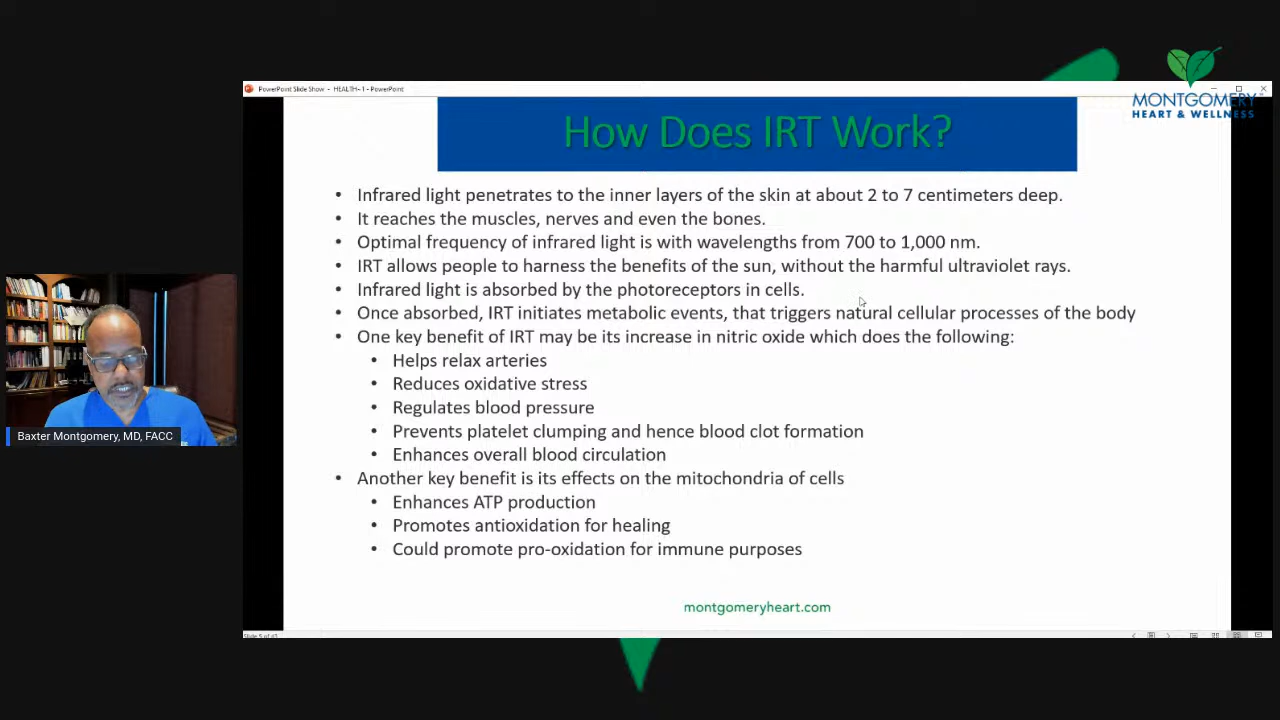 MONTGOMERY
HEART & WELLNESS
PowerPoint Slide Show - HEALTH~1 - PowerPoint
How Does IRT Work?
• Infrared light penetrates to the inner layers of the skin at about 2 to 7 centimeters deep.
• It reaches the muscles, nerves and even the bones.
• Optimal frequency of infrared light is with wavelengths from 700 to 1,000 nm.
• IRT allows people to harness the benefits of the sun, without the harmful ultraviolet rays.
• Infrared light is absorbed by the photoreceptors in cells.
• Once absorbed, IRT initiates metabolic events, that triggers natural cellular processes of the body
• One key benefit of IRT may be its increase in nitric oxide which does the following:
• Helps relax arteries
• Reduces oxidative stress
• Regulates blood pressure
• Prevents platelet clumping and hence blood clot formation
• Enhances overall blood circulation
• Another key benefit is its effects on the mitochondria of cells
• Enhances ATP production
• Promotes antioxidation for healing
• Could promote pro-oxidation for immune purposes
montgomeryheart.com
Baxter Montgomery, MD, FACC